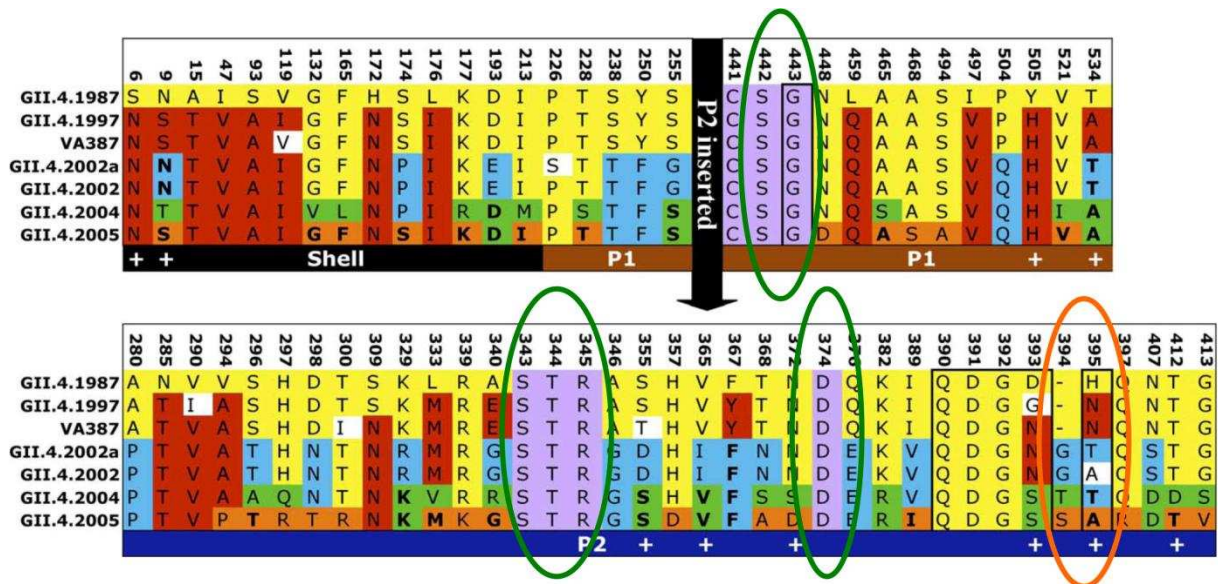 6 9 15 47 93 119 132 165 172 174 176 177 193 213 226 228 238 250 255 441 442 443 448 459 465 468 494 497 504 505 521 534
GII.4.1987 S N A I S V G F H S L K D I P T S Y S C S G N L A A S I P Y V T
GII.4.1997 N S T V A I G F N S I K D I P T S Y S C S G N Q A A S V P H V A
VA387 N S T V A V G F N S I K D I P T S Y S C S G N Q A A S V P H V A
GII.4.2002a N N T V A I G F N P I K E I S T T F G C S G N Q A A S V Q H V T
GII.4.2002 N N T V A I G F N P I K E I P T T F G C S G N Q A A S V Q H V T
GII.4.2004 N T T V A I V L N P I R D M P S T F S C S G N Q S A S V Q H I A
GII.4.2005 N S T V A I G F N S I K D I P T T F S C S G D Q A S A V Q H V A
+ + Shell P1 P1 + +
P2 inserted
280 285 290 294 296 297 298 300 309 329 333 339 340 343 344 345 346 355 357 365 367 368 372 374 376 382 389 390 391 392 393 394 395 397 407 412 413
GII.4.1987 A N V V S H D T S K L R A S T R A S H V F T N D Q K I Q D G D - H Q N T G
GII.4.1997 A T I A S H D T S K M R E S T R A S H V Y T N D Q K I Q D G G - N Q N T G
VA387 A T V A S H D I N K M R E S T R A T H V Y T N D Q K I Q D G N - N Q N T G
GII.4.2002a P T V A T H N T N R M R G S T R G D H I F N N D E K V Q D G N G T Q S T G
GII.4.2002 P T V A T H N T N R M R G S T R G D H I F N N D E K V Q D G N G A Q S T G
GII.4.2004 P T V A A Q N T N K V R R S T R G S H V F S S D E R V Q D G S T T Q D D S
GII.4.2005 P T V P T R T R N K M K G S T R G S D V F A D D E R I Q D G S S A R D T V
P2 + + + + + +